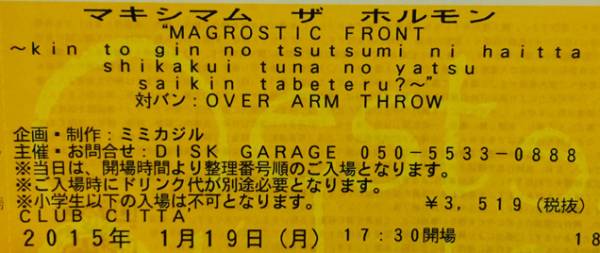 マキシマム ザ ホルモン
"MAGROSTIC FRONT
～kin to gin no tsutsumi ni haitta
shikakui tuna no yatsu
saikin tabeteru?～"
対バン:OVER ARM THROW
企画・制作:ミミカジル
主催・お問合せ:DISK GARAGE 050-5533-0888
※当日は、開場時間より整理番号順のご入場となります。
※ご入場時にドリンク代が別途必要となります。
※小学生以下の入場は不可となります。 ¥3,519(税抜)
CLUB CITTA'
2015年 1月19日(月) 17:30開場 18